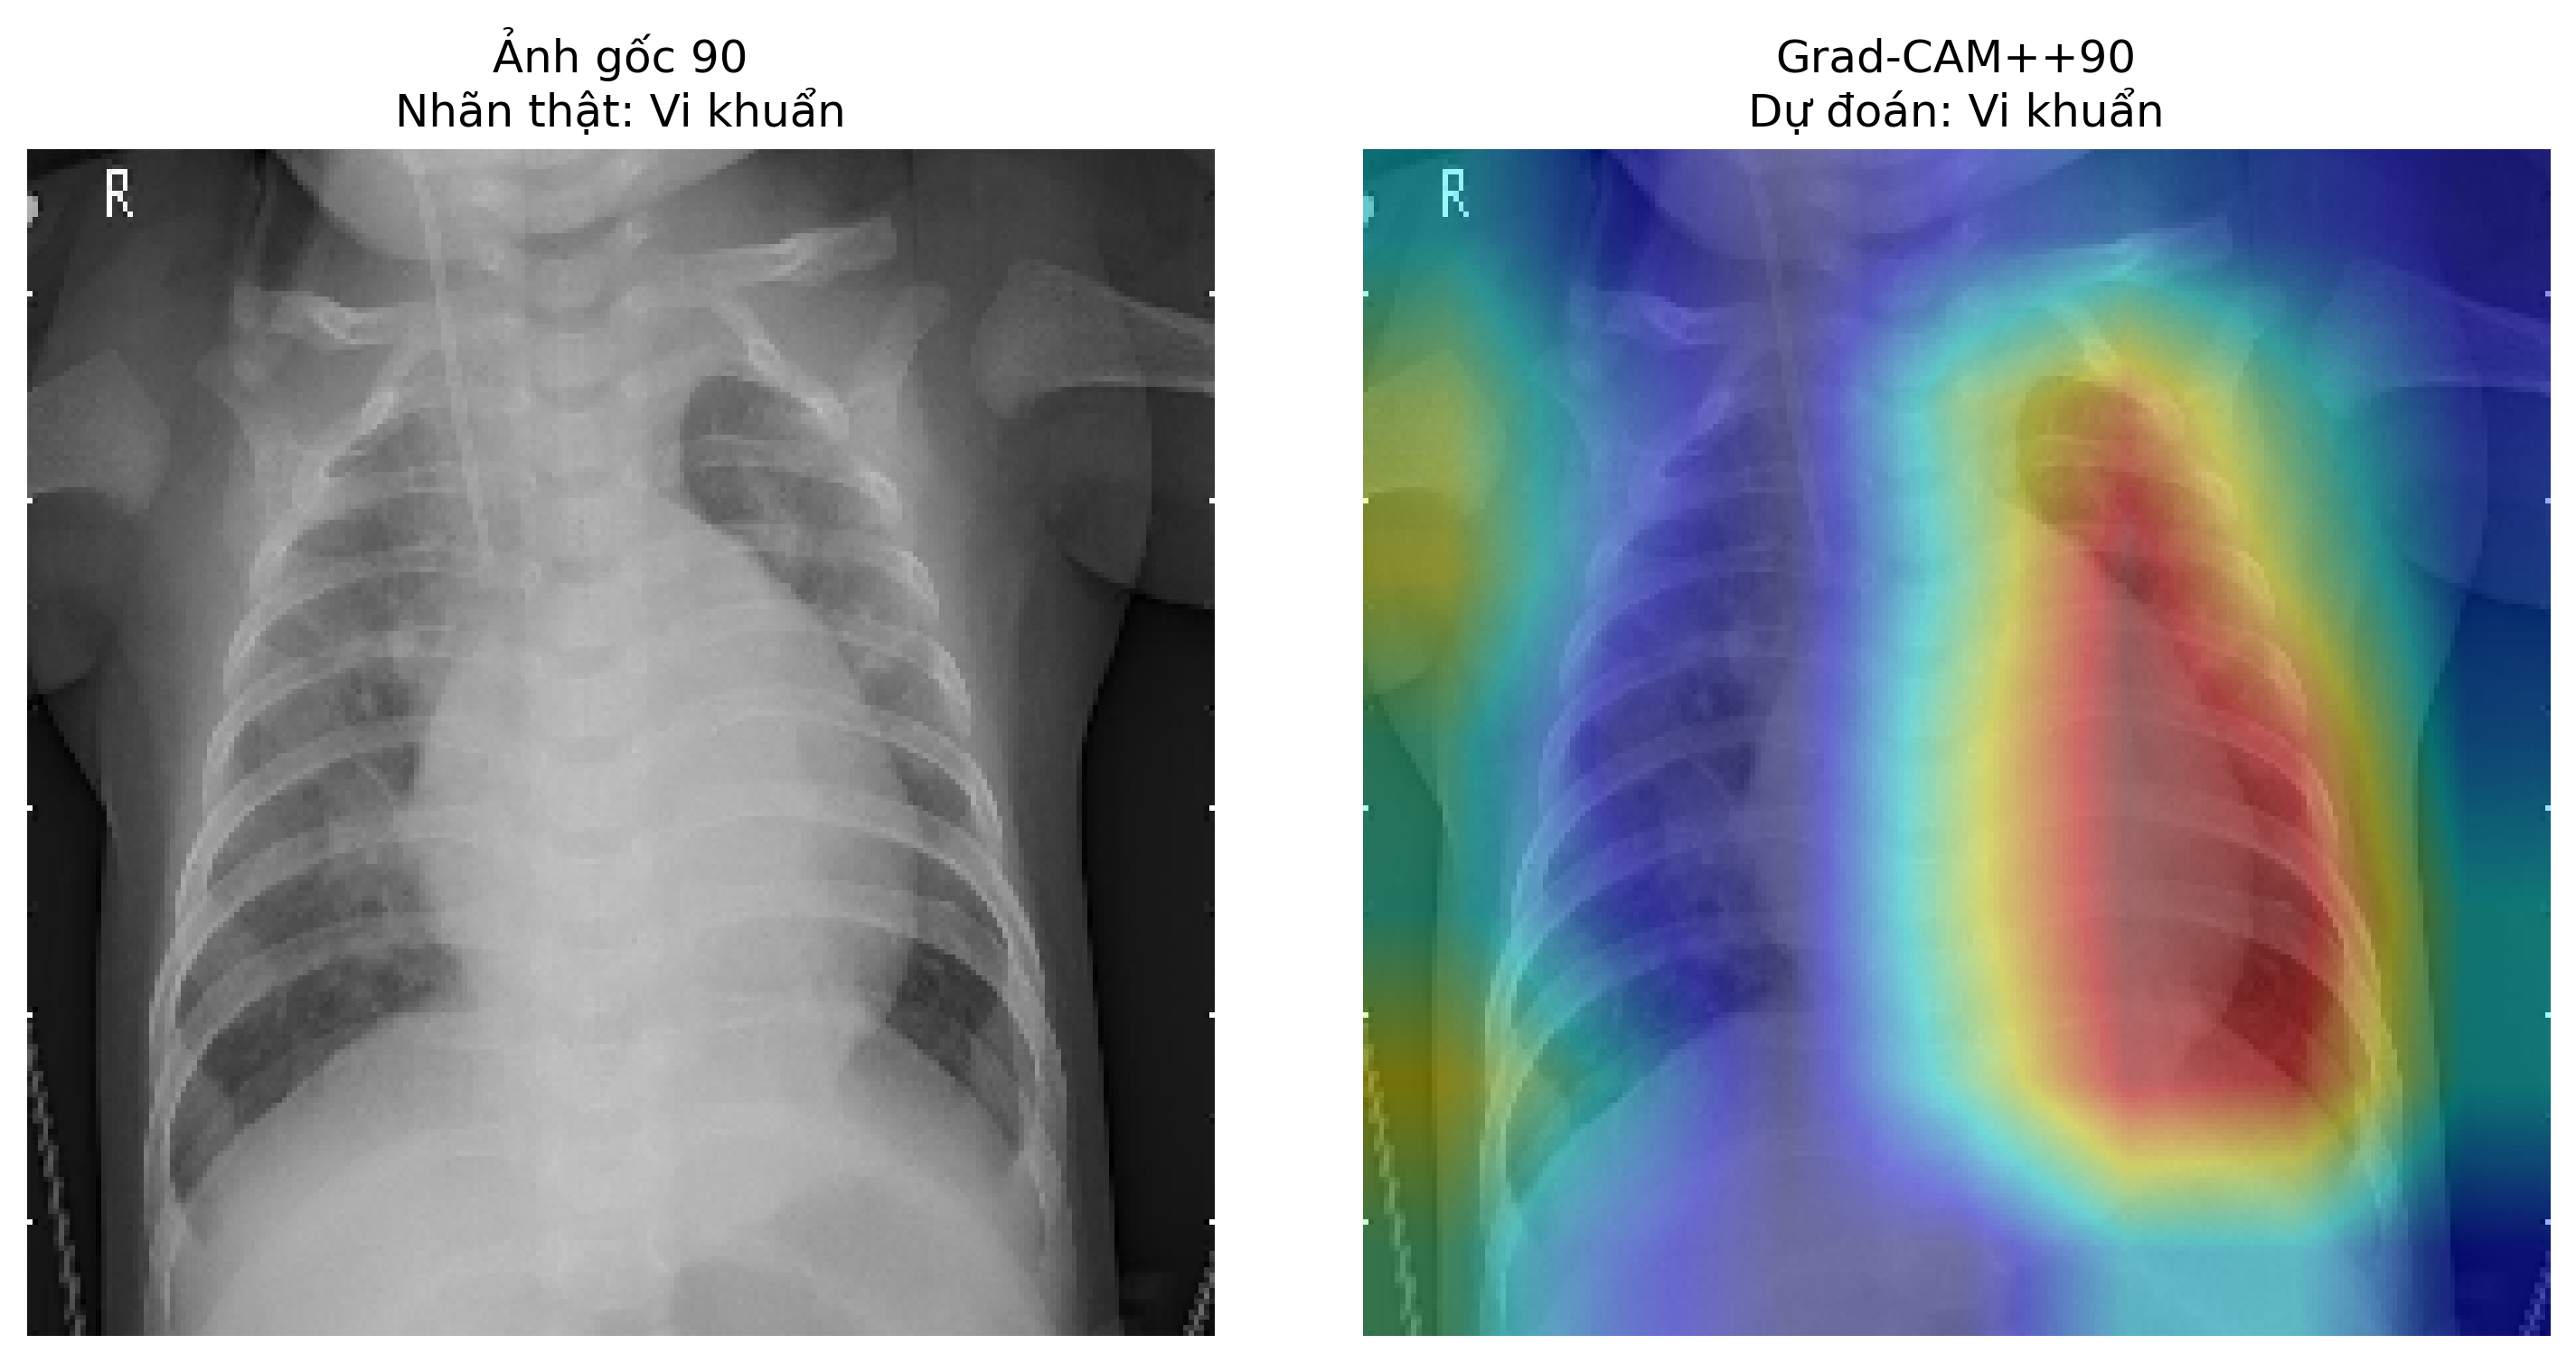 Ảnh gốc 90
Nhãn thật: Vi khuẩn
R
Grad-CAM++90
Dự đoán: Vi khuẩn
R